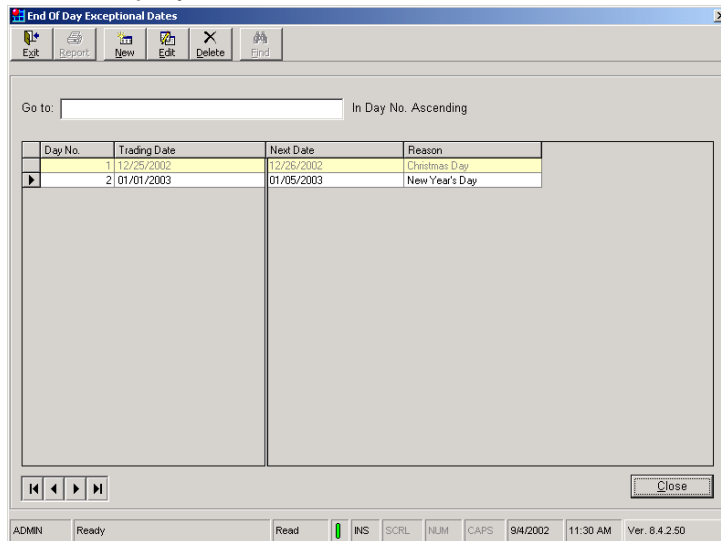 End Of Day Exceptional Dates
Exit Report New Edit Delete Find
Go to: In Day No. Ascending
Day No. Trading Date Next Date Reason
1 12/25/2002 12/26/2002 Christmas Day
2 01/01/2003 01/05/2003 New Year's Day
Close
ADMIN Ready Read INS SCRL NUM CAPS 9/4/2002 11:30 AM Ver. 8.4.2.50